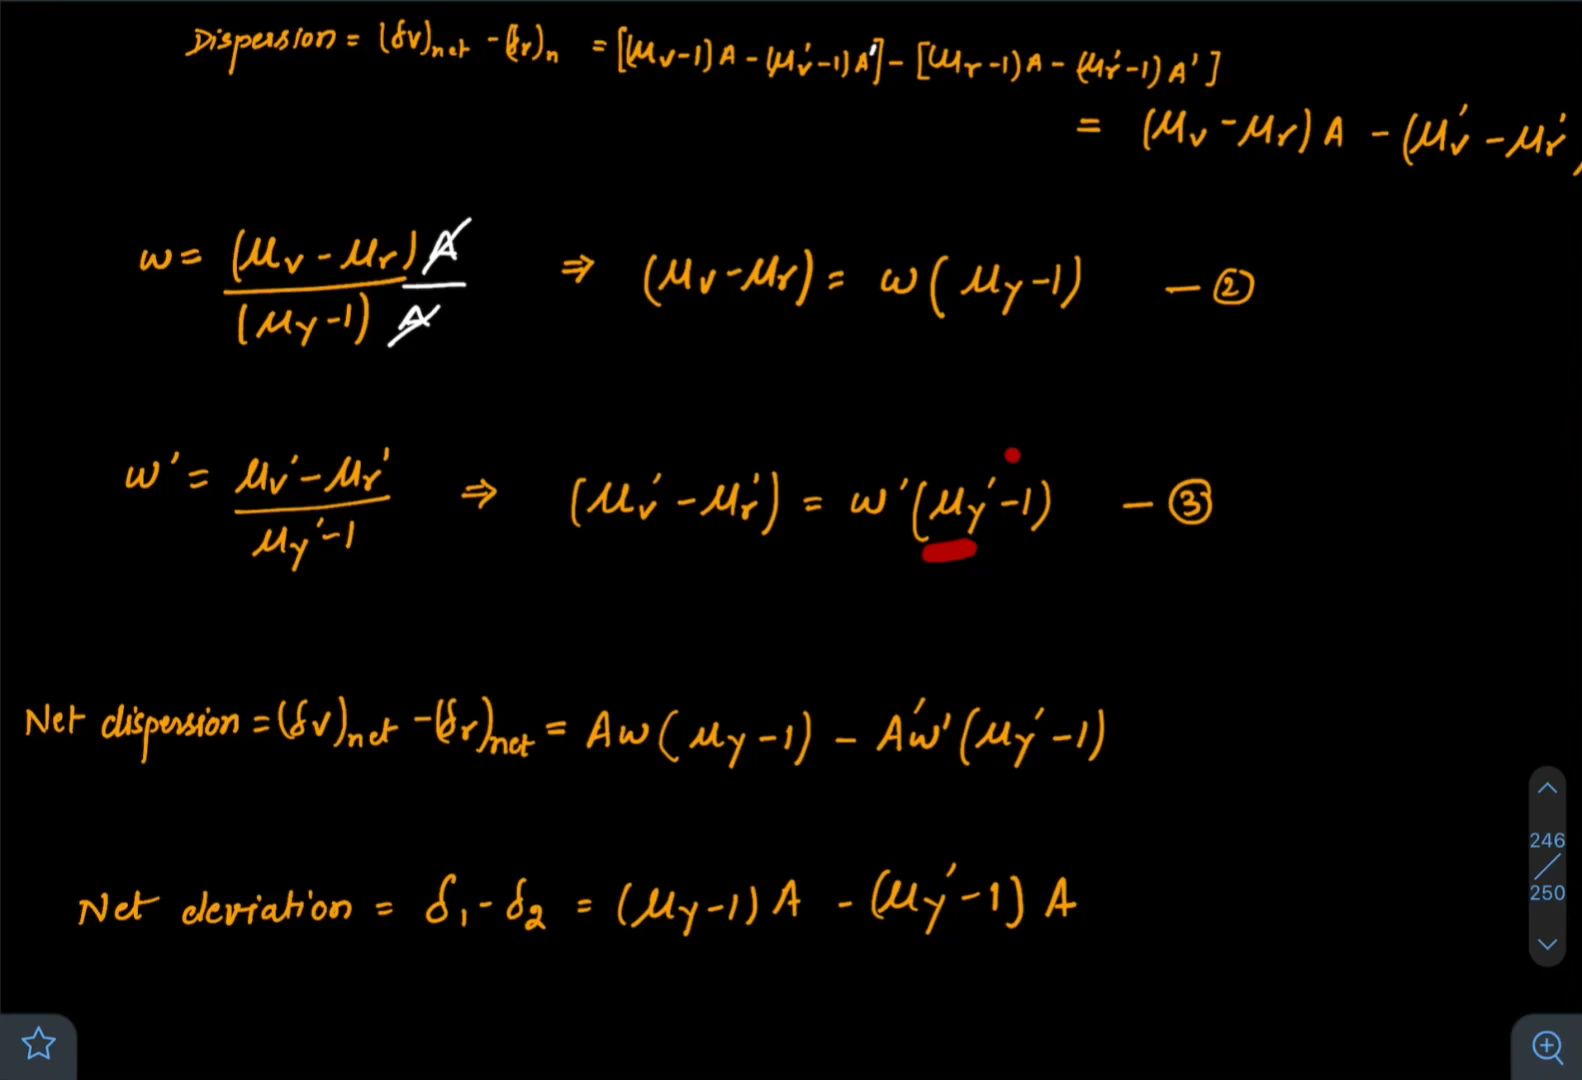 Dispersion = (δv)net - (δr)n = [(μv-1)A - (μv'-1)A'] - [(μr-1)A - (μr'-1)A']
= (μv - μr)A - (μv' - μr')
w = (μv - μr)A / (μy-1)A ⇒ (μv - μr) = w(μy-1) — ②
w' = μv' - μr' / μy'-1 ⇒ (μv' - μr') = w'(μy'-1) — ③
Net dispersion = (δv)net - (δr)net = Aw(μy-1) - A'w'(μy'-1)
246
/
250
Net deviation = δ1 - δ2 = (μy-1)A - (μy'-1)A